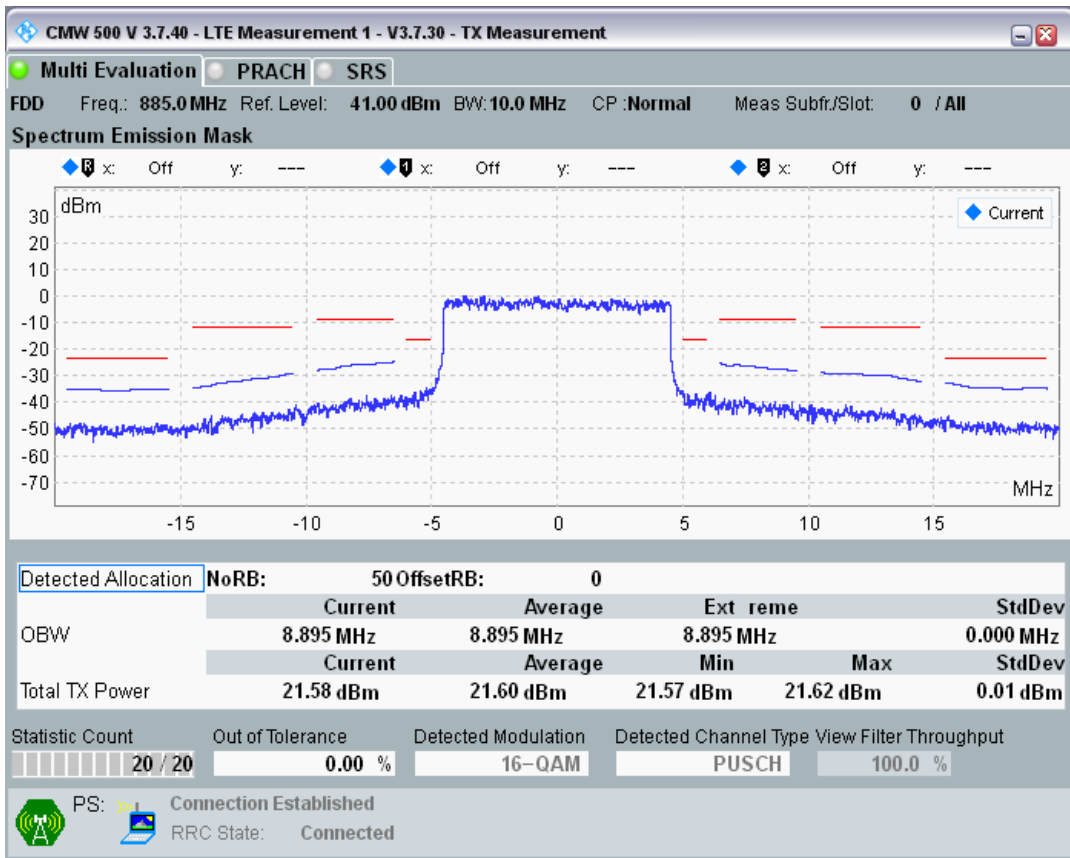 CMW 500 V 3.7.40 - LTE Measurement 1 - V3.7.30 - TX Measurement
Multi Evaluation PRACH SRS
FDD Freq.: 885.0 MHz Ref. Level: 41.00 dBm BW: 10.0 MHz CP : Normal Meas Subfr./Slot: 0 / All
Spectrum Emission Mask
R x: Off y: --- 1 x: Off y: --- 2 x: Off y: ---
dBm
Current
30
20
10
0
-10
-20
-30
-40
-50
-60
-70
MHz
-15 -10 -5 0 5 10 15
Detected Allocation NoRB: 50 OffsetRB: 0
Current Average Ext reme StdDev
OBW 8.895 MHz 8.895 MHz 8.895 MHz 0.000 MHz
Current Average Min Max StdDev
Total TX Power 21.58 dBm 21.60 dBm 21.57 dBm 21.62 dBm 0.01 dBm
Statistic Count Out of Tolerance Detected Modulation Detected Channel Type View Filter Throughput
20 / 20 0.00 % 16-QAM PUSCH 100.0 %
PS: Connection Established
RRC State: Connected